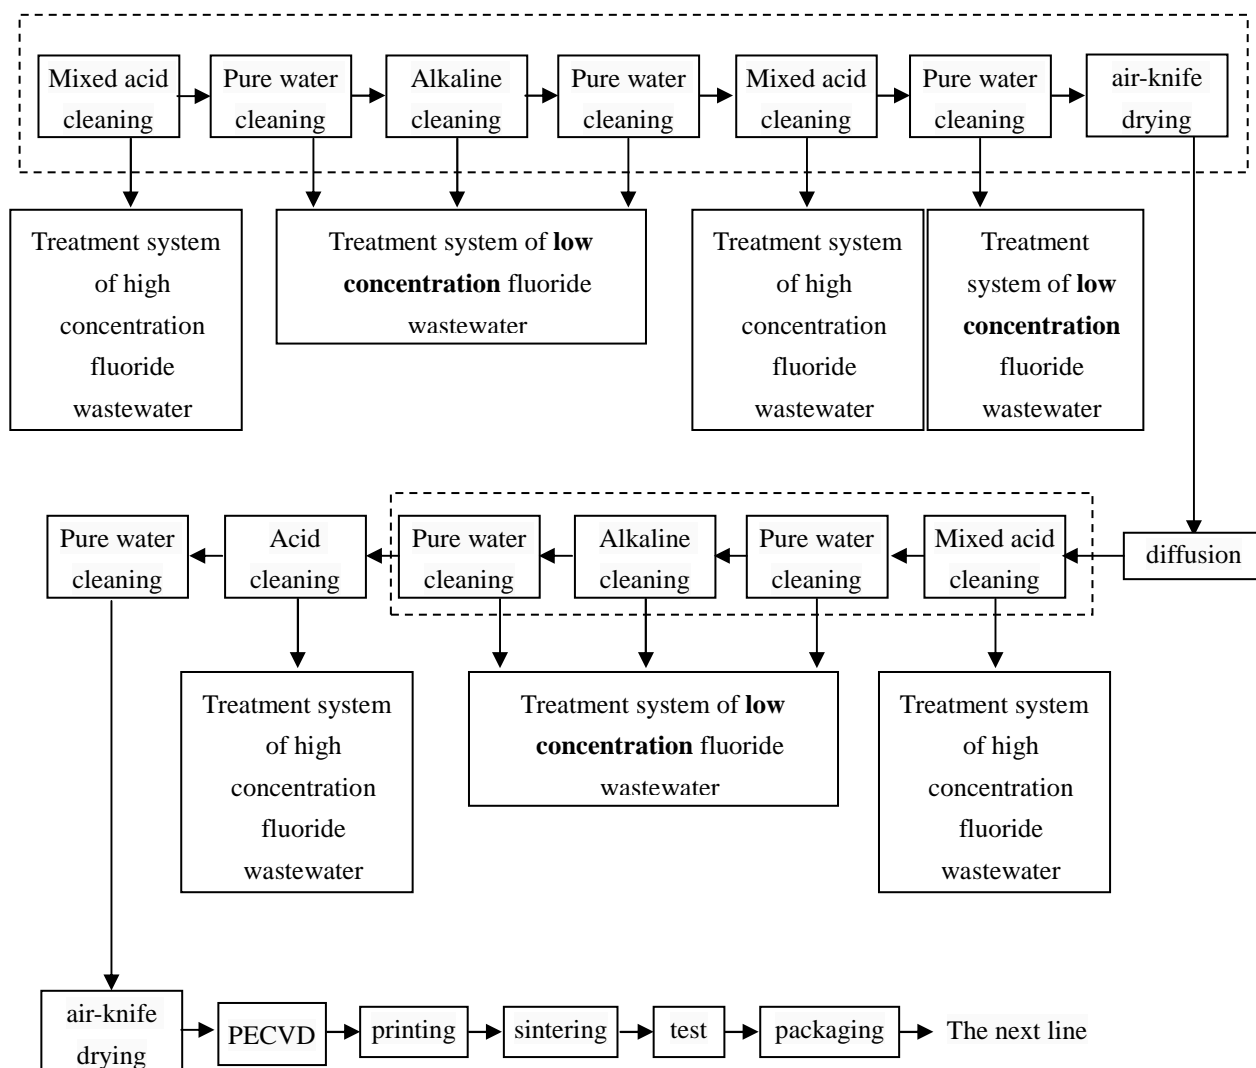 Mixed acid
cleaning
Pure water
cleaning
Alkaline
cleaning
Pure water
cleaning
Mixed acid
cleaning
Pure water
cleaning
air-knife
drying
Treatment system
of high
concentration
fluoride
wastewater
Treatment system of low
concentration fluoride
wastewater
Treatment system
of high
concentration
fluoride
wastewater
Treatment
system of low
concentration
fluoride
wastewater
Pure water
cleaning
Acid
cleaning
Pure water
cleaning
Alkaline
cleaning
Pure water
cleaning
Mixed acid
cleaning
diffusion
Treatment system
of high
concentration
fluoride
wastewater
Treatment system of low
concentration fluoride
wastewater
Treatment system
of high
concentration
fluoride
wastewater
air-knife
drying
PECVD
printing
sintering
test
packaging
The next line